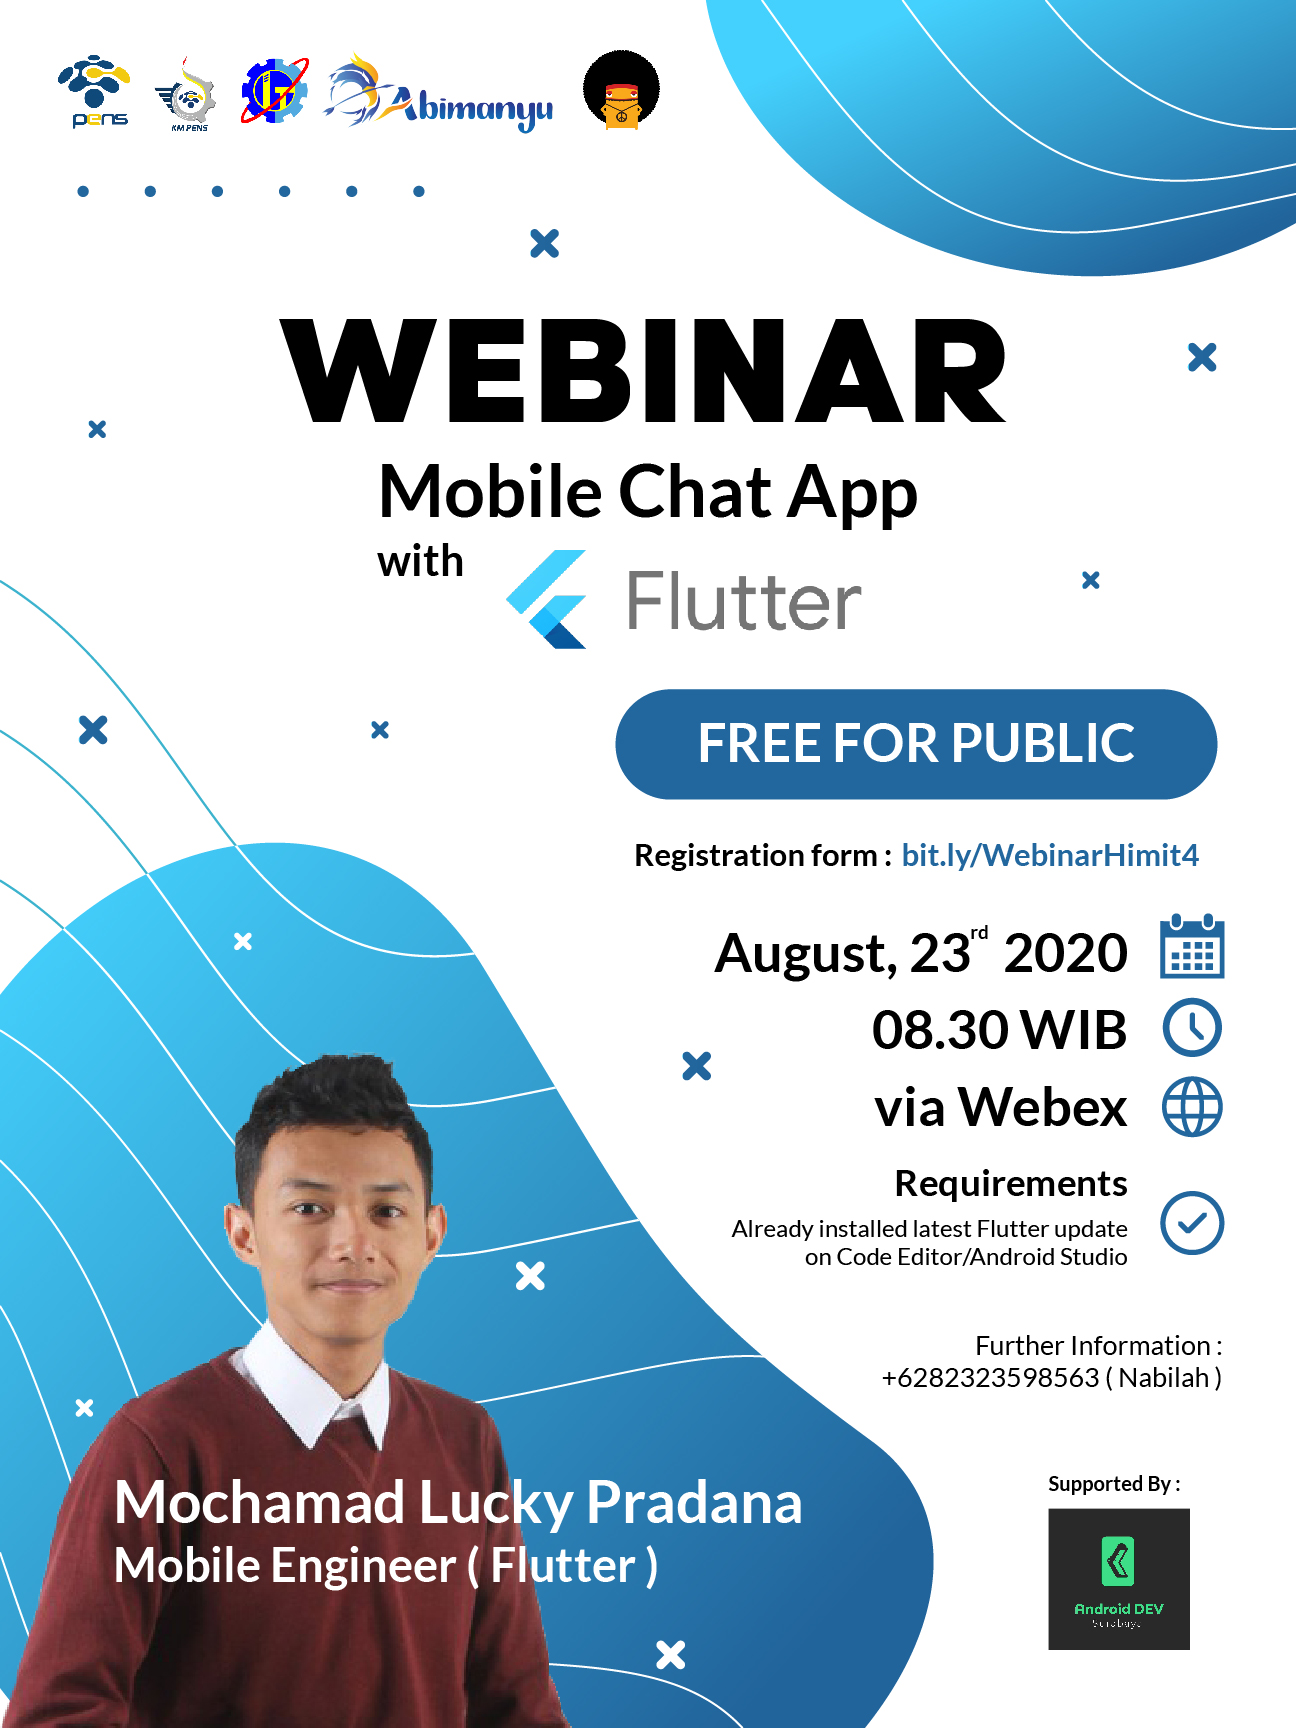 pens
KM PENS
IT
Abimanyu
WEBINAR
Mobile Chat App
with
Flutter
FREE FOR PUBLIC
Registration form : bit.ly/WebinarHimit4
August, 23rd 2020
08.30 WIB
via Webex
Requirements
Already installed latest Flutter update
on Code Editor/Android Studio
Further Information :
+6282323598563 ( Nabilah )
Mochamad Lucky Pradana
Mobile Engineer ( Flutter )
Supported By :
Android DEV
Surabaya